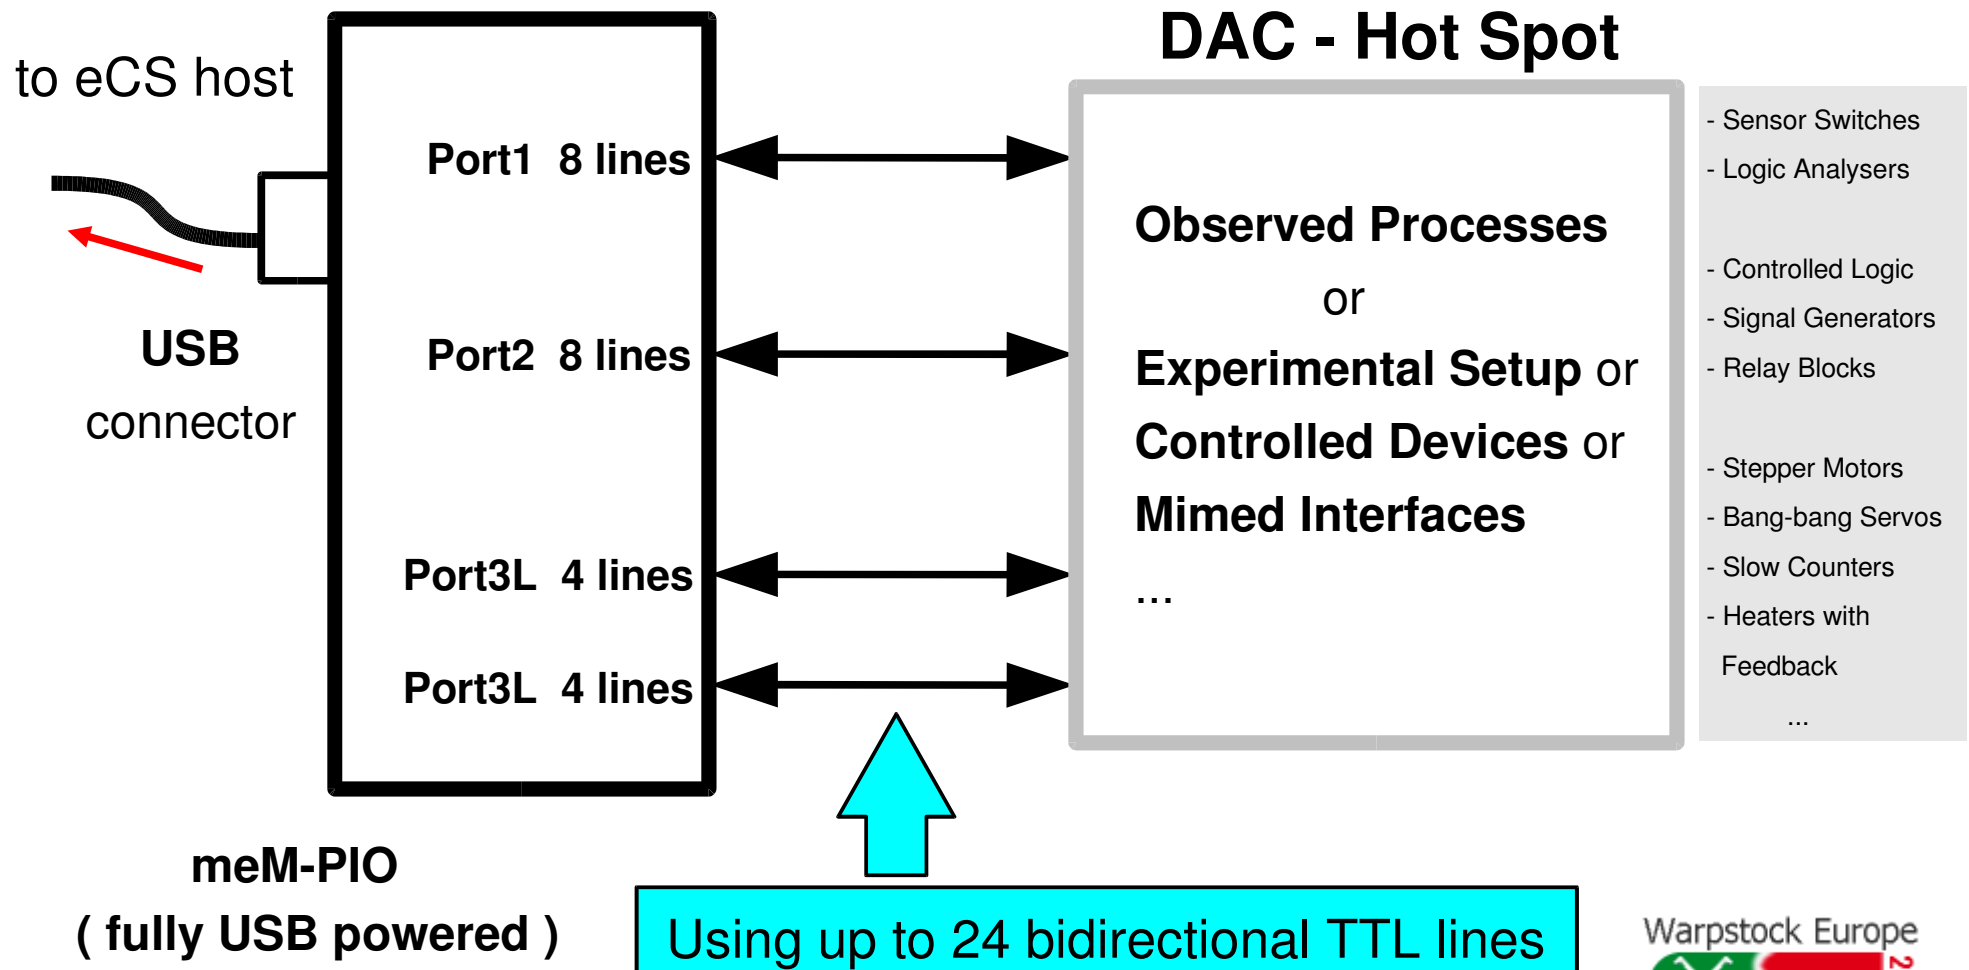 DAC - Hot Spot
to eCS host
USB
connector
Port1 8 lines
Port2 8 lines
Port3L 4 lines
Port3L 4 lines
Observed Processes
or
Experimental Setup or
Controlled Devices or
Mimed Interfaces
...
- Sensor Switches
- Logic Analysers
- Controlled Logic
- Signal Generators
- Relay Blocks
- Stepper Motors
- Bang-bang Servos
- Slow Counters
- Heaters with
Feedback
...
meM-PIO
( fully USB powered )
Using up to 24 bidirectional TTL lines
Warpstock Europe
2